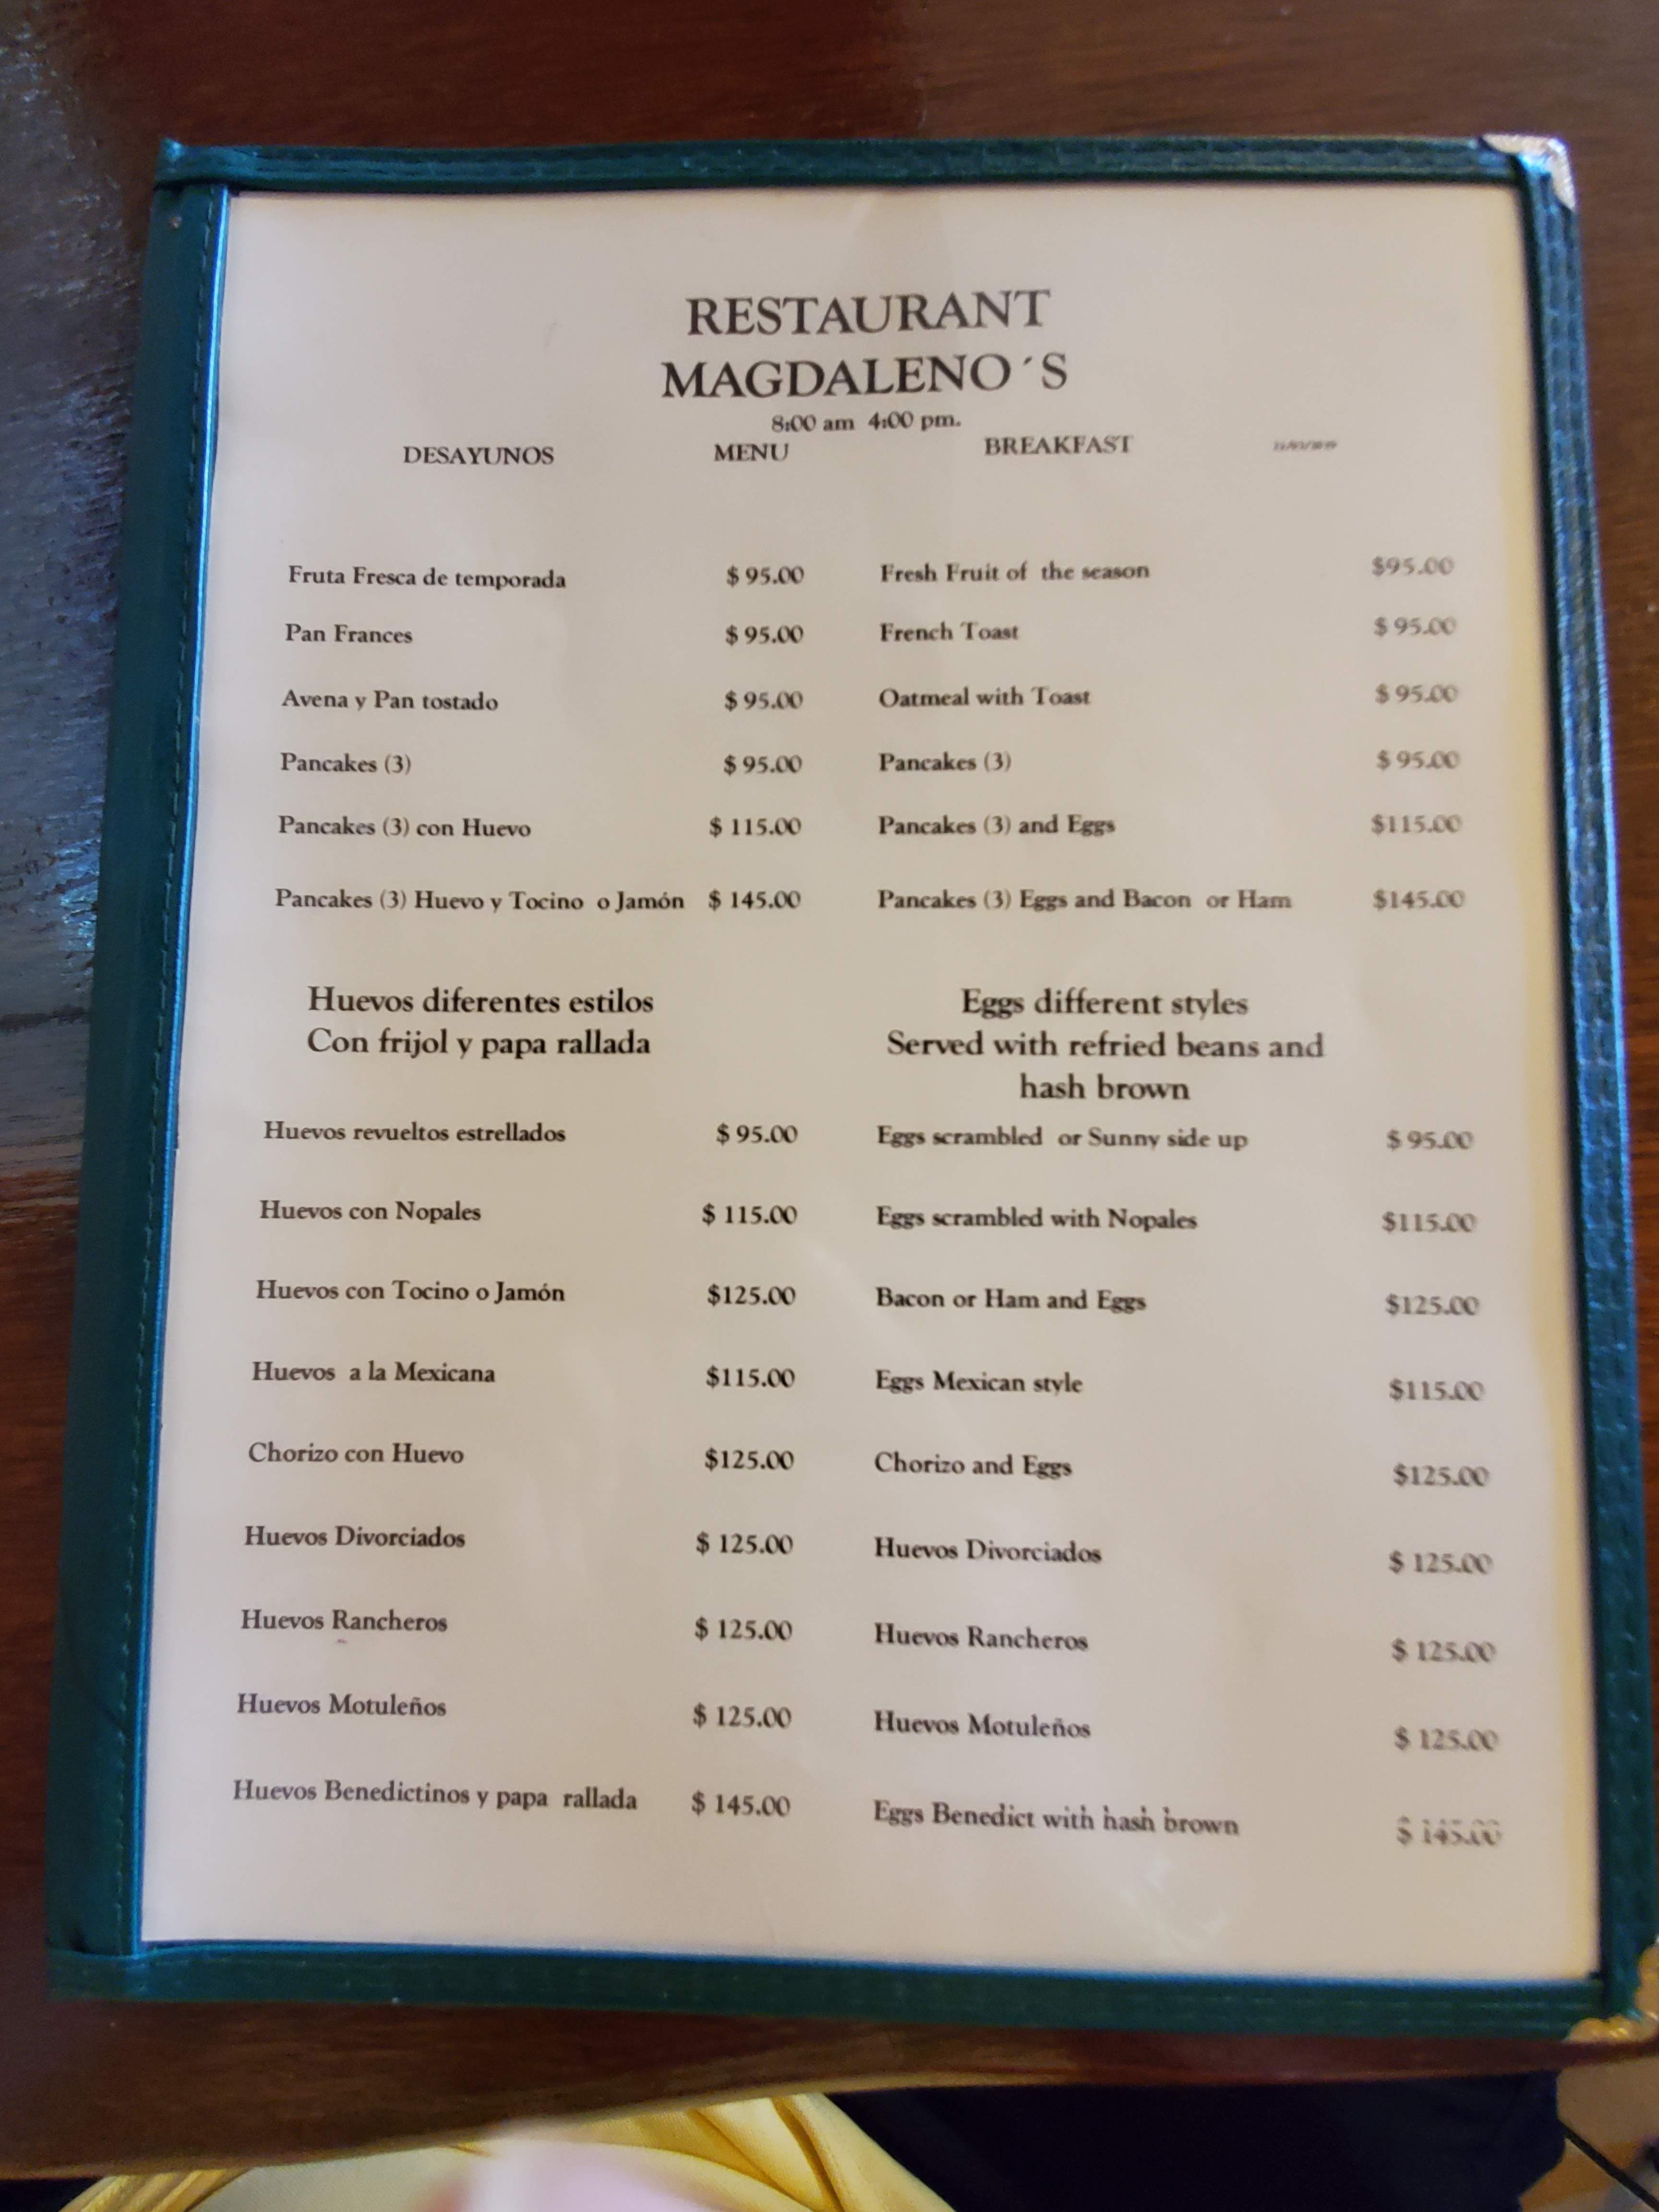 RESTAURANT
MAGDALENO´S
8:00 am 4:00 pm.
DESAYUNOS MENU BREAKFAST
Fruta Fresca de temporada $ 95.00 Fresh Fruit of the season $95.00
Pan Frances $ 95.00 French Toast $ 95.00
Avena y Pan tostado $ 95.00 Oatmeal with Toast $ 95.00
Pancakes (3) $ 95.00 Pancakes (3) $ 95.00
Pancakes (3) con Huevo $ 115.00 Pancakes (3) and Eggs $115.00
Pancakes (3) Huevo y Tocino o Jamón $ 145.00 Pancakes (3) Eggs and Bacon or Ham $145.00
Huevos diferentes estilos
Con frijol y papa rallada
Eggs different styles
Served with refried beans and
hash brown
Huevos revueltos estrellados $ 95.00 Eggs scrambled or Sunny side up $ 95.00
Huevos con Nopales $ 115.00 Eggs scrambled with Nopales $115.00
Huevos con Tocino o Jamón $125.00 Bacon or Ham and Eggs $125.00
Huevos a la Mexicana $115.00 Eggs Mexican style $115.00
Chorizo con Huevo $125.00 Chorizo and Eggs $125.00
Huevos Divorciados $ 125.00 Huevos Divorciados $ 125.00
Huevos Rancheros $ 125.00 Huevos Rancheros $ 125.00
Huevos Motuleños $ 125.00 Huevos Motuleños $ 125.00
Huevos Benedictinos y papa rallada $ 145.00 Eggs Benedict with hash brown $ 145.00